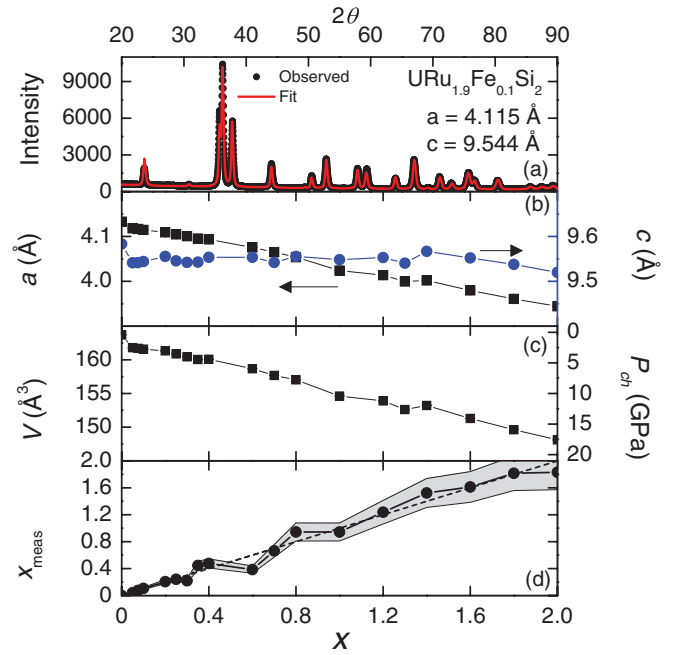 2θ
20 30 40 50 60 70 80 90
Intensity
9000
6000
3000
0
Observed
Fit
URu1.9Fe0.1Si2
a = 4.115 Å
c = 9.544 Å
(a)
a (Å)
4.1
4.0
(b)
9.6
9.5
c (Å)
V (Å³)
160
155
150
(c)
0
5
10
15
20
Pch (GPa)
xmeas
2.0
1.6
1.2
0.8
0.4
0
(d)
0 0.4 0.8 1.2 1.6 2.0
x